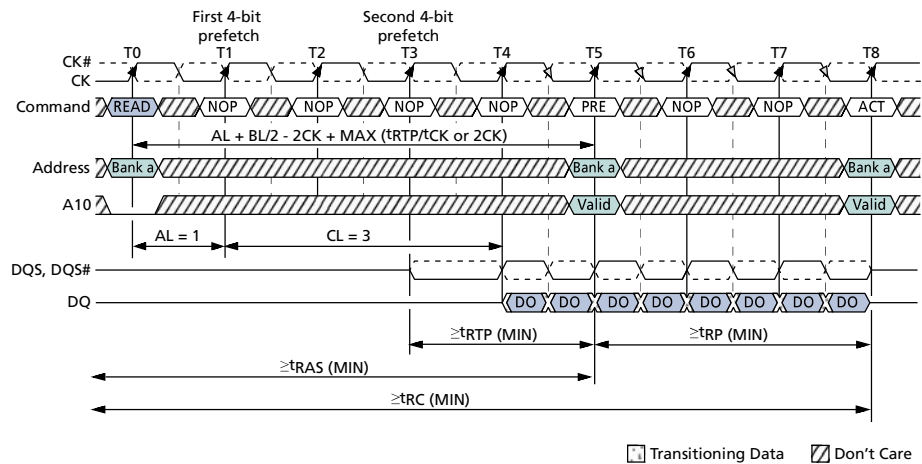 First 4-bit
prefetch
Second 4-bit
prefetch
T0 T1 T2 T3 T4 T5 T6 T7 T8
CK#
CK
Command READ NOP NOP NOP NOP PRE NOP NOP ACT
AL + BL/2 - 2CK + MAX (tRTP/tCK or 2CK)
Address Bank a Bank a Bank a
A10 Valid Valid
AL = 1 CL = 3
DQS, DQS#
DQ DO DO DO DO DO DO DO DO
≥tRTP (MIN) ≥tRP (MIN)
≥tRAS (MIN)
≥tRC (MIN)
Transitioning Data Don't Care